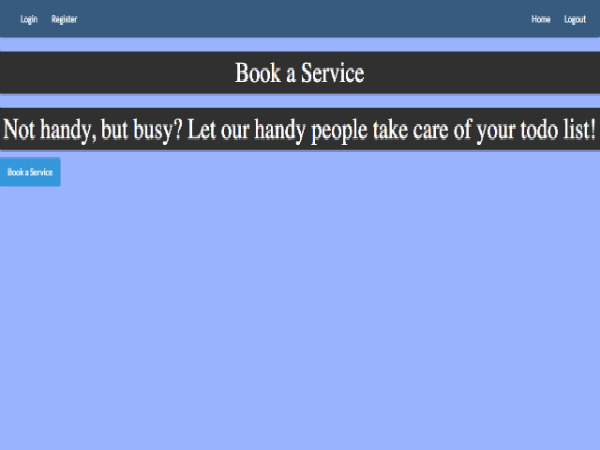 Login Register Home Logout
Book a Service
Not handy, but busy? Let our handy people take care of your todo list!
Book a Service